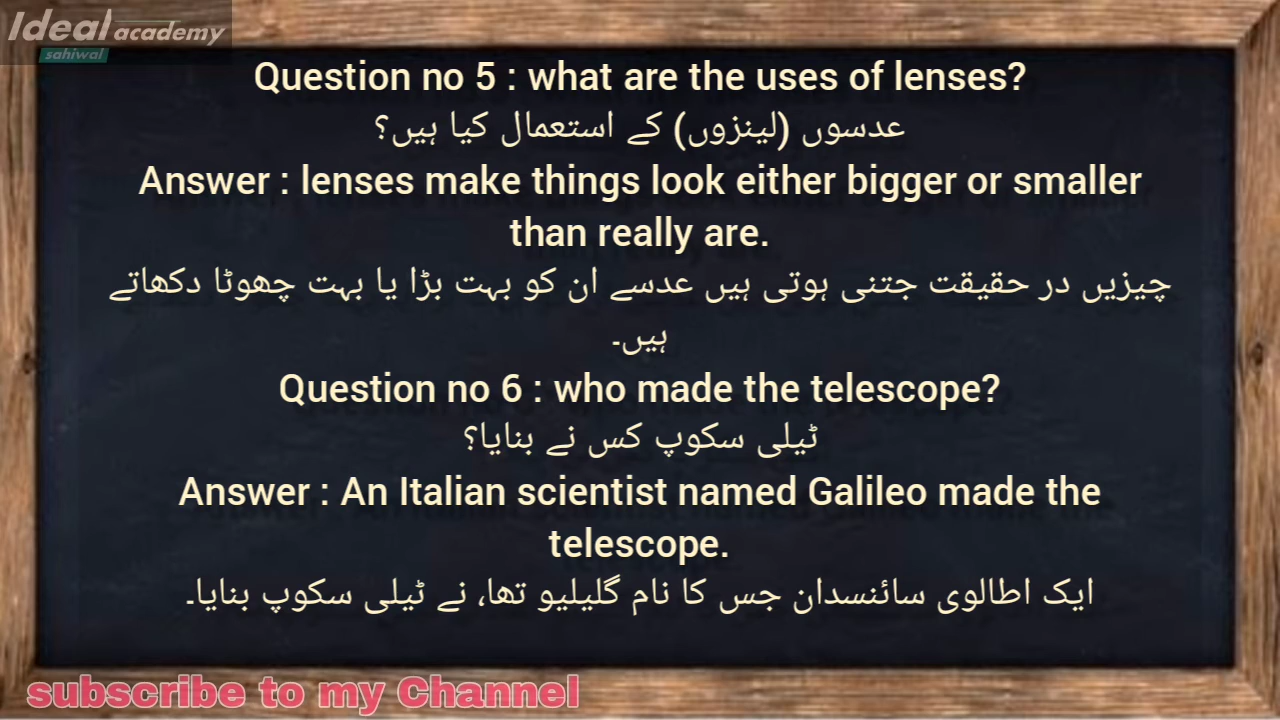 Ideal academy
sahiwal
Question no 5 : what are the uses of lenses?
عدسوں (لینزوں) کے استعمال کیا ہیں؟
Answer : lenses make things look either bigger or smaller
than really are.
چیزیں در حقیقت جتنی ہوتی ہیں عدسے ان کو بہت بڑا یا بہت چھوٹا دکھاتے
ہیں۔
Question no 6 : who made the telescope?
ٹیلی سکوپ کس نے بنایا؟
Answer : An Italian scientist named Galileo made the
telescope.
ایک اطالوی سائنسدان جس کا نام گلیلیو تھا، نے ٹیلی سکوپ بنایا۔
subscribe to my Channel